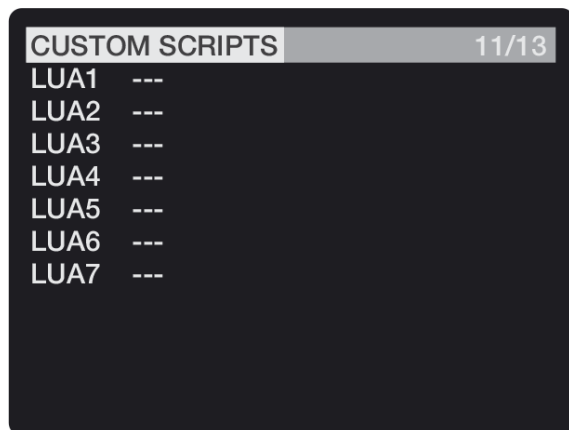 CUSTOM SCRIPTS 11/13
LUA1 ---
LUA2 ---
LUA3 ---
LUA4 ---
LUA5 ---
LUA6 ---
LUA7 ---